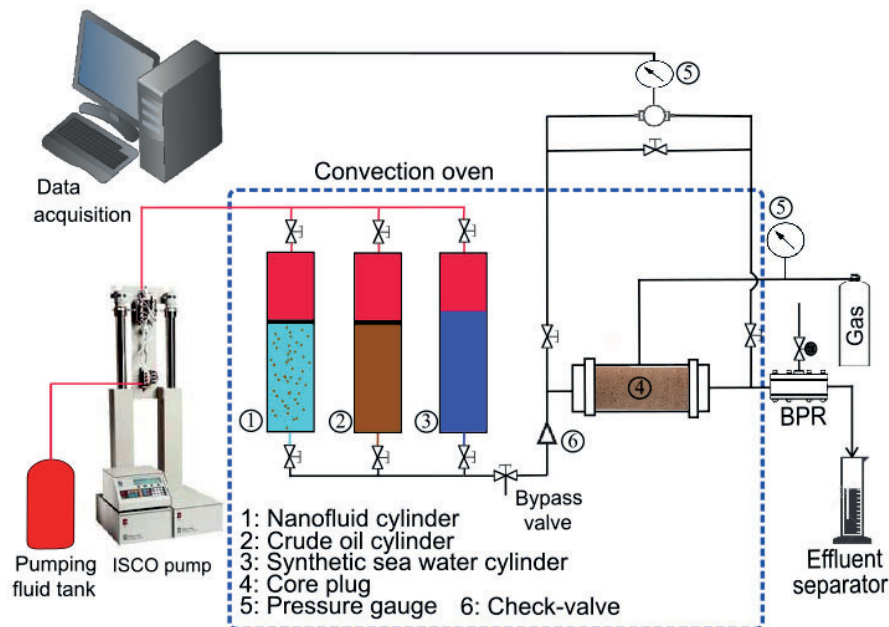 Data
acquisition
Convection oven
⑤
⑤
Gas
①
②
③
④
⑥
BPR
Bypass
valve
Pumping
fluid tank
ISCO pump
1: Nanofluid cylinder
2: Crude oil cylinder
3: Synthetic sea water cylinder
4: Core plug
5: Pressure gauge 6: Check-valve
Effluent
separator